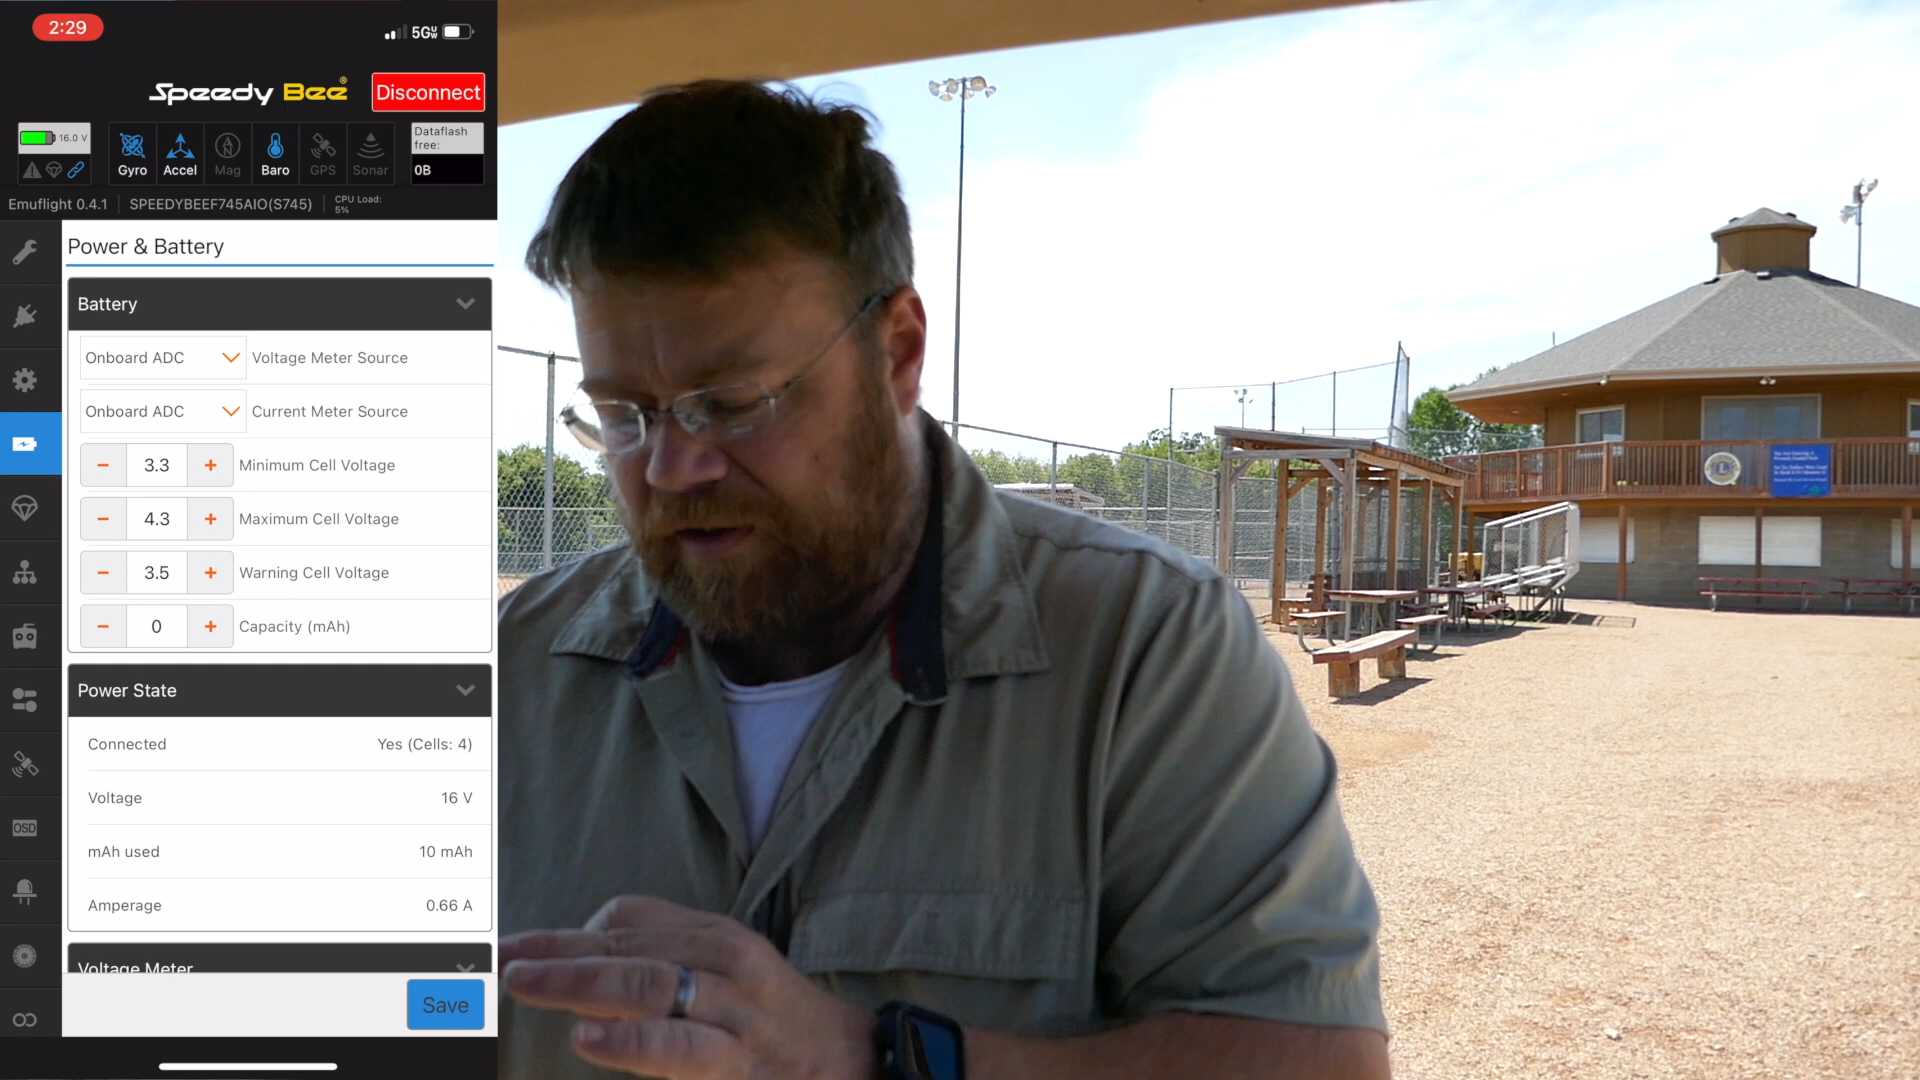 2:29
5GUW
Speedy Bee®
Disconnect
16.0 V
Gyro
Accel
Mag
Baro
GPS
Sonar
Dataflash
free:
0B
Emuflight 0.4.1
SPEEDYBEEF745AIO(S745)
CPU Load:
5%
Power & Battery
Battery
Onboard ADC Voltage Meter Source
Onboard ADC Current Meter Source
− 3.3 + Minimum Cell Voltage
− 4.3 + Maximum Cell Voltage
− 3.5 + Warning Cell Voltage
− 0 + Capacity (mAh)
Power State
Connected Yes (Cells: 4)
Voltage 16 V
mAh used 10 mAh
Amperage 0.66 A
Voltage Meter
OSD
Save